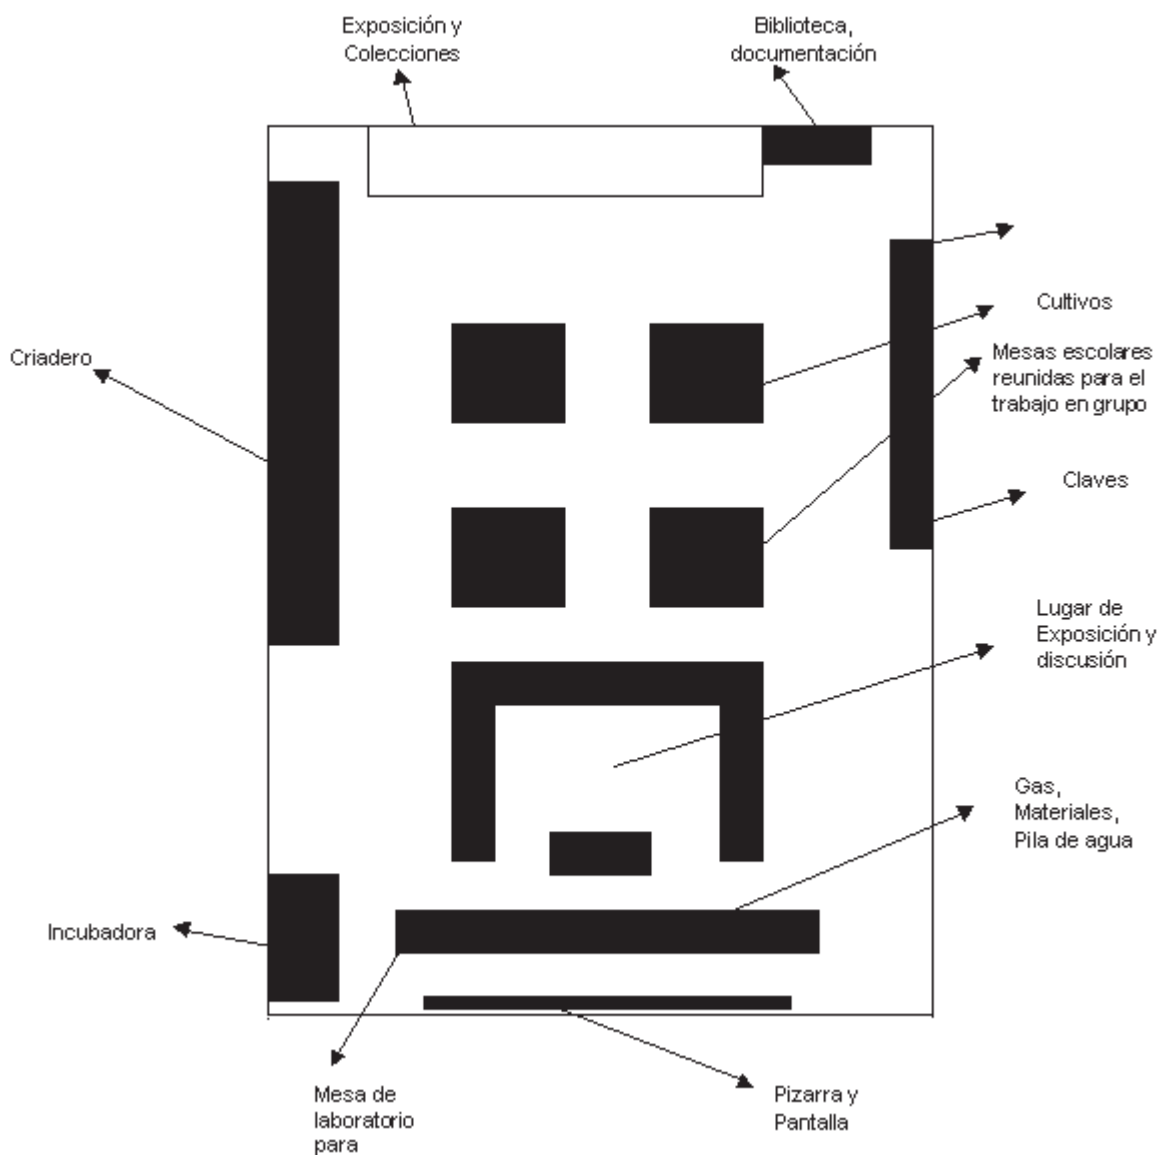 Exposición y
Colecciones
Biblioteca,
documentación
Cultivos
Mesas escolares
reunidas para el
trabajo en grupo
Criadero
Claves
Lugar de
Exposición y
discusión
Gas,
Materiales,
Pila de agua
Incubadora
Mesa de
laboratorio
para
Pizarra y
Pantalla